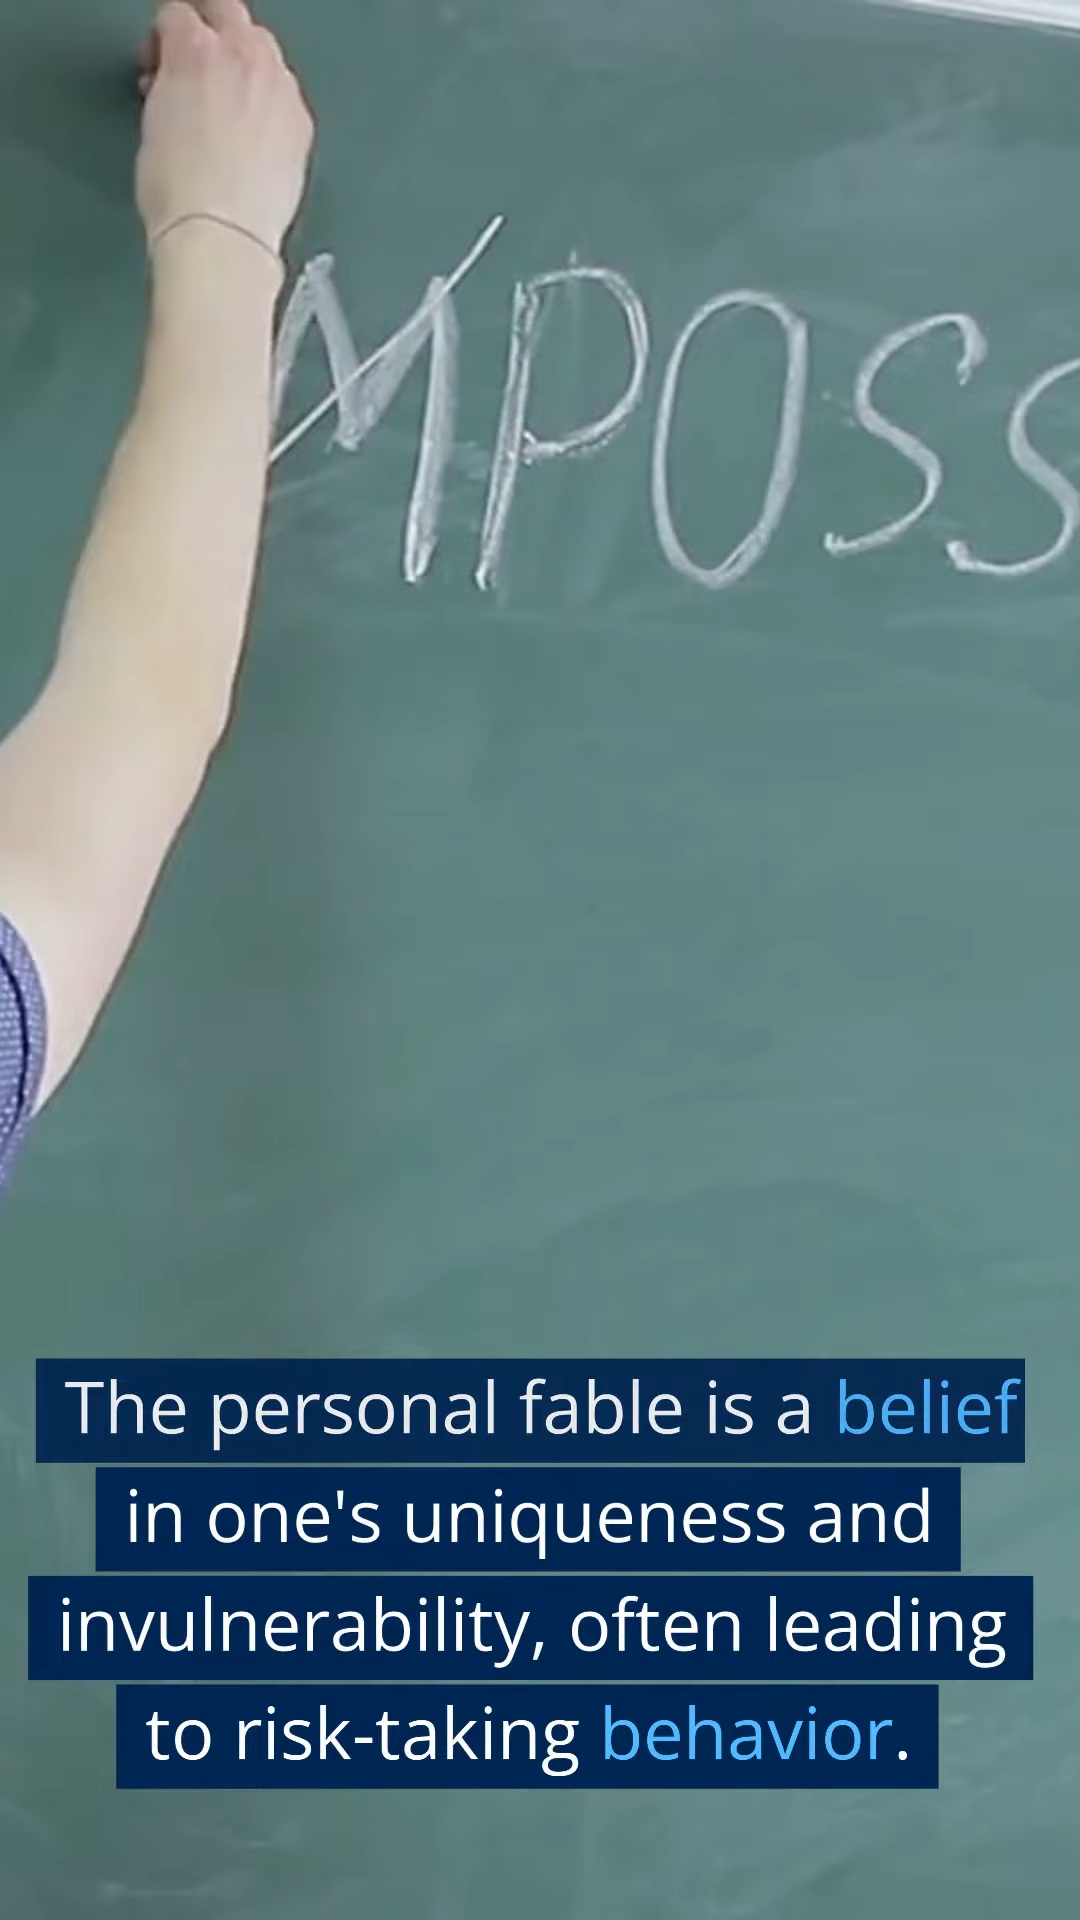 MPOSS
The personal fable is a belief
in one's uniqueness and
invulnerability, often leading
to risk-taking behavior.